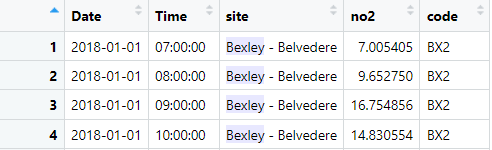 Date Time site no2 code
1 2018-01-01 07:00:00 Bexley - Belvedere 7.005405 BX2
2 2018-01-01 08:00:00 Bexley - Belvedere 9.652750 BX2
3 2018-01-01 09:00:00 Bexley - Belvedere 16.754856 BX2
4 2018-01-01 10:00:00 Bexley - Belvedere 14.830554 BX2